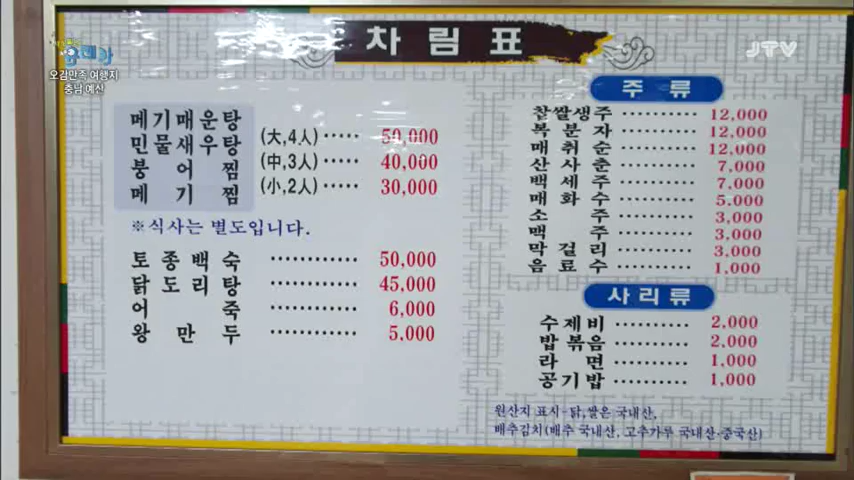 오감만족 여행지
충남 예산
JTV
차림표
메기매운탕
민물새우탕
붕어찜
메기찜
(大,4人) ····· 50,000
(中,3人) ····· 40,000
(小,2人) ····· 30,000
※식사는 별도입니다.
토종백숙 ············ 50,000
닭도리탕 ············ 45,000
어죽 ············ 6,000
왕만두 ············ 5,000
주류
찹쌀생주 ·········· 12,000
복분자 ·········· 12,000
매취순 ·········· 12,000
산사춘 ·········· 7,000
백세주 ·········· 7,000
매화수 ·········· 5,000
소주 ·········· 3,000
맥주 ·········· 3,000
막걸리 ·········· 3,000
음료수 ·········· 1,000
사리류
수제비 ·········· 2,000
밥볶음 ·········· 2,000
라면 ·········· 1,000
공기밥 ·········· 1,000
원산지 표시-닭,쌀은 국내산,
배추김치(배추 국내산, 고추가루 국내산·중국산)